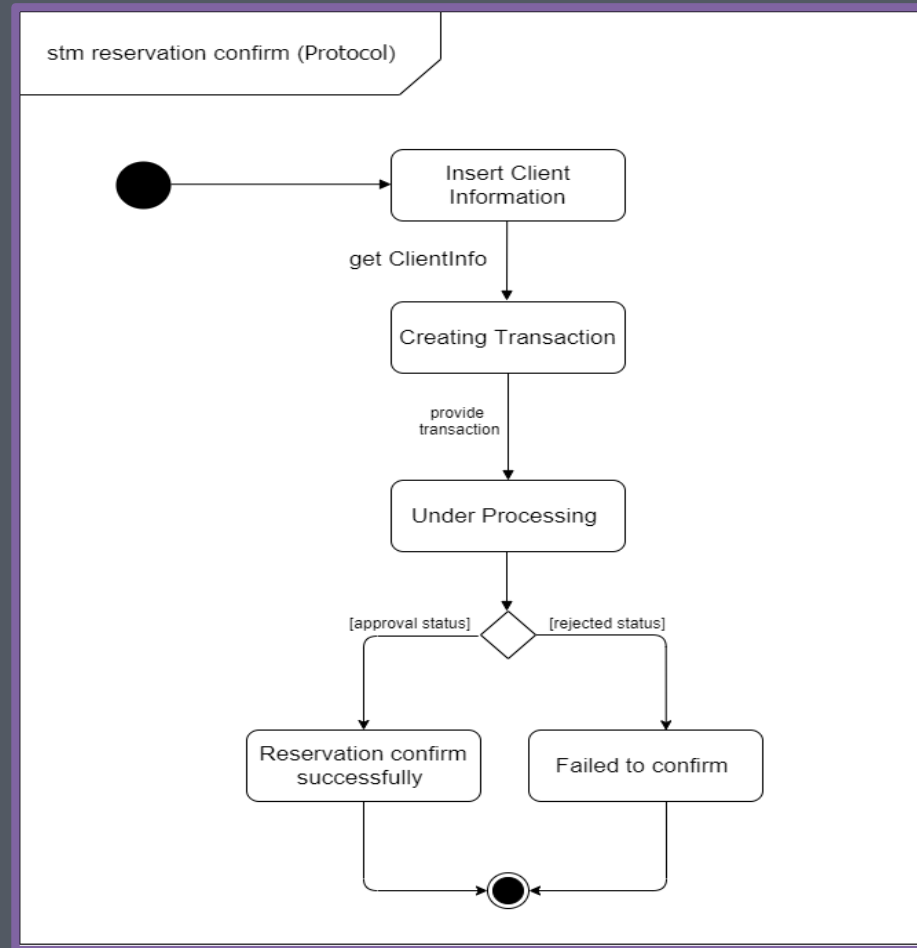 stm reservation confirm (Protocol)
Insert Client
Information
get ClientInfo
Creating Transaction
provide
transaction
Under Processing
[approval status]
[rejected status]
Reservation confirm
successfully
Failed to confirm